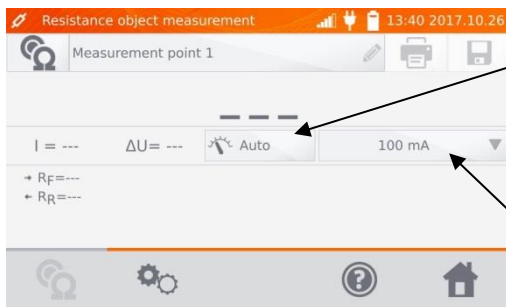 Resistance object measurement 13:40 2017.10.26
Measurement point 1
---
I = --- ΔU= --- Auto 100 mA
→ RF=---
← RR=---